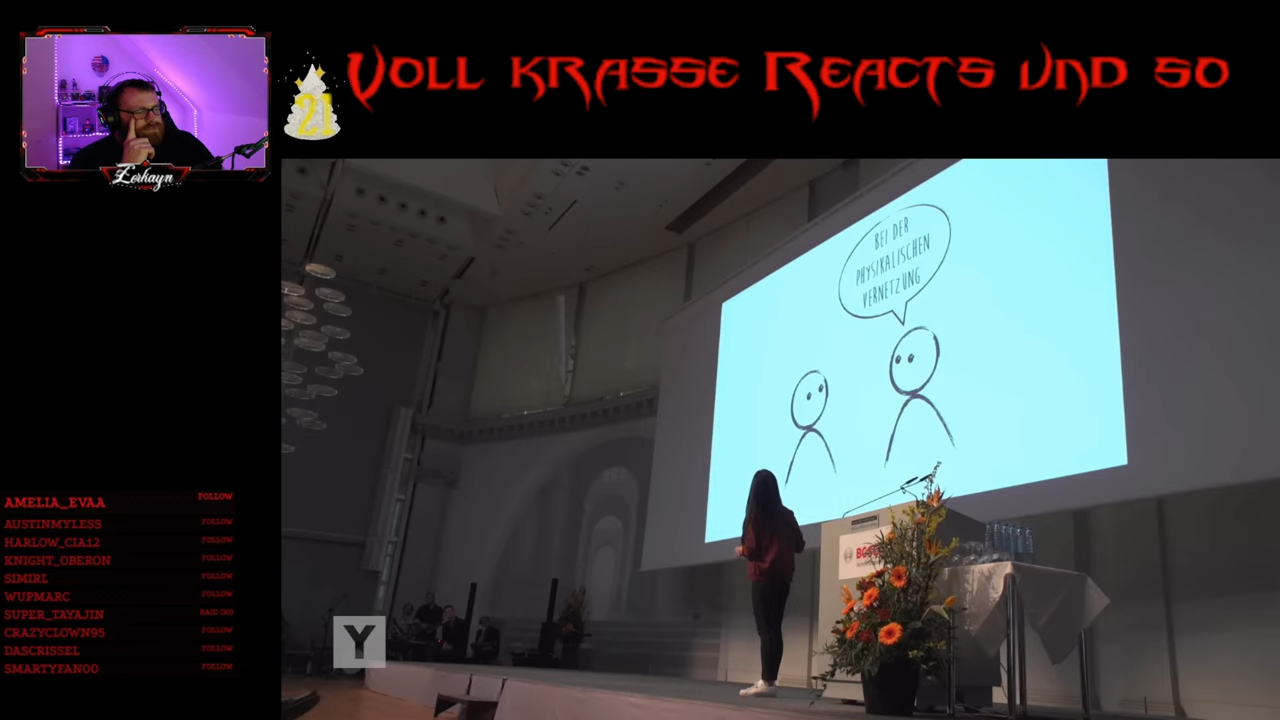 Voll krasse Reacts und so
21
Zorkayn
BEI DER
PHYSIKALISCHEN
VERNETZUNG
AMELIA_EVAA FOLLOW
AUSTINMYLESS FOLLOW
HARLOW_CIA12 FOLLOW
KNIGHT_OBERON FOLLOW
SIMIRL FOLLOW
WUPMARC FOLLOW
SUPER_TAYAJIN
CRAZYCLOWN95 FOLLOW
DASCRISSEL FOLLOW
SMARTYFAN00 FOLLOW
Y